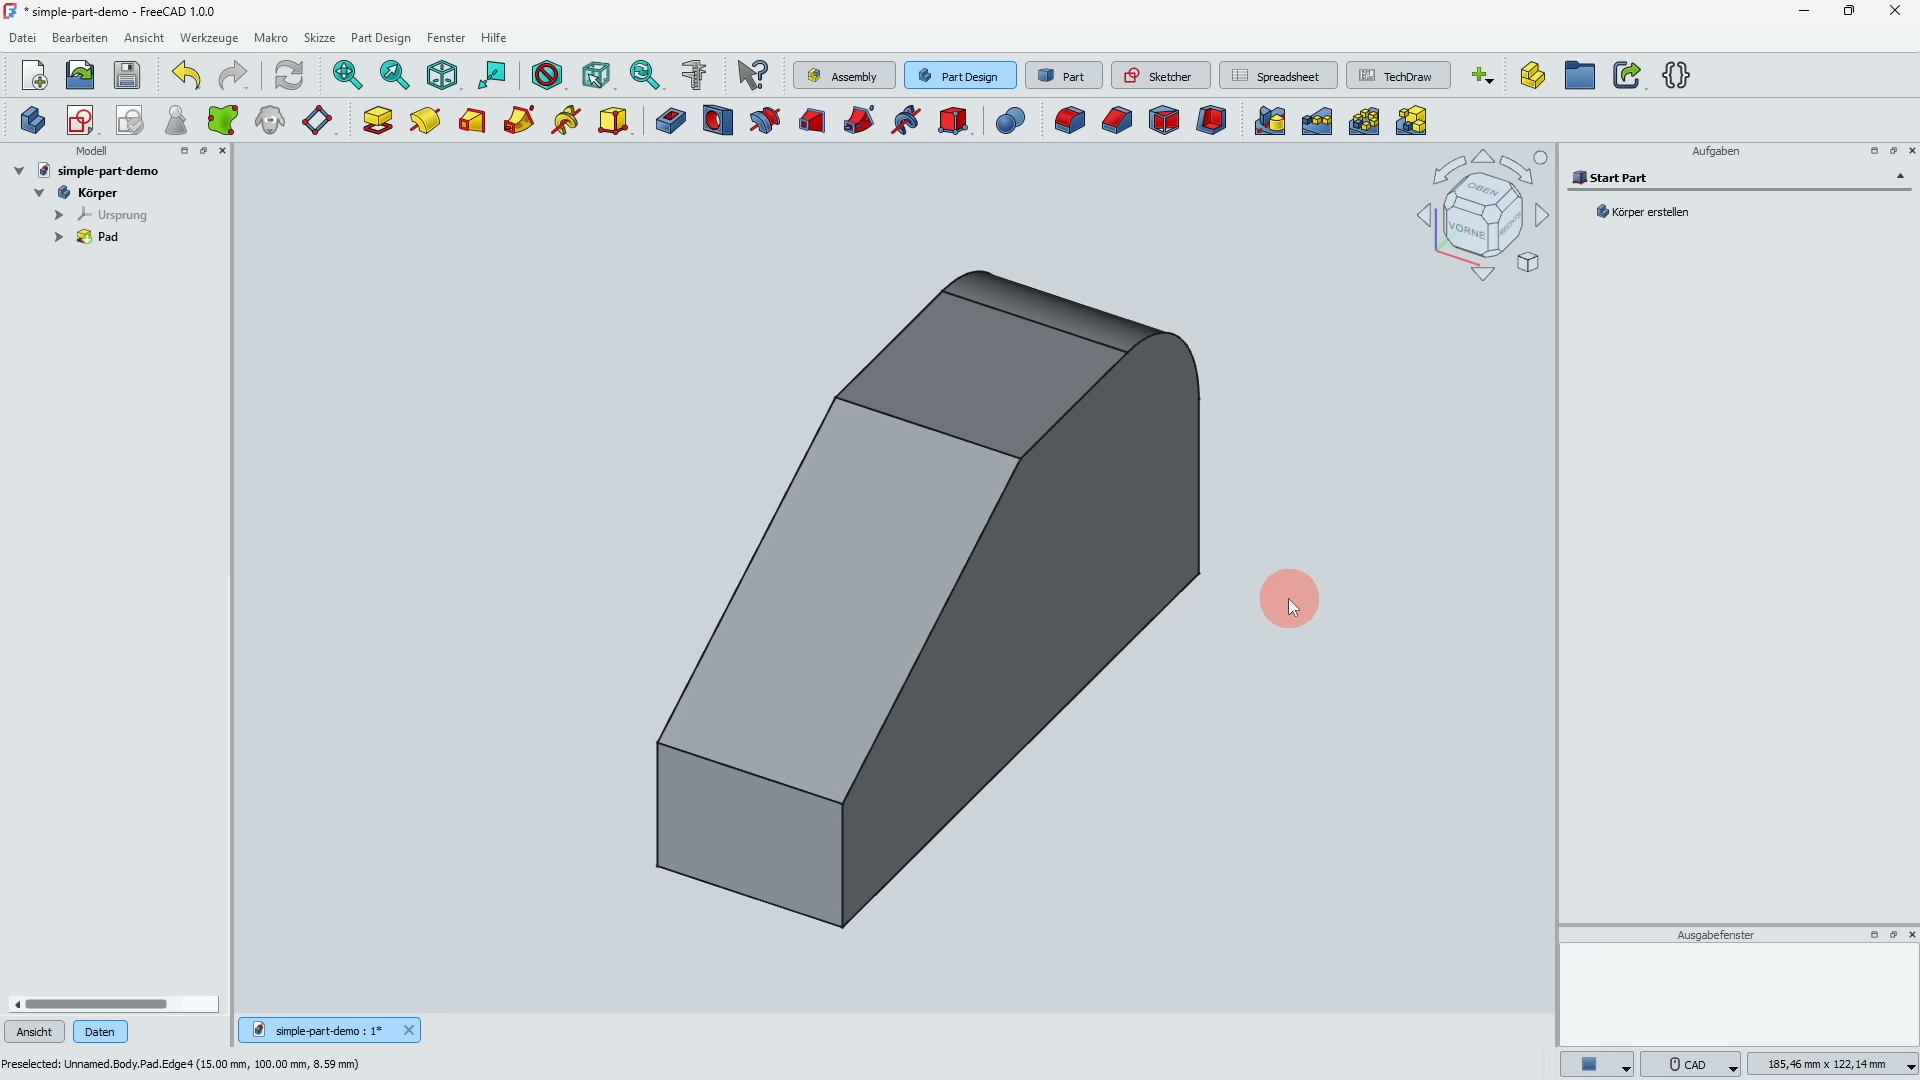 * simple-part-demo - FreeCAD 1.0.0
Datei Bearbeiten Ansicht Werkzeuge Makro Skizze Part Design Fenster Hilfe
Assembly Part Design Part Sketcher Spreadsheet TechDraw
Modell
simple-part-demo
Körper
Ursprung
Pad
OBEN
VORNE
RECHTS
Aufgaben
Start Part
Körper erstellen
Ausgabefenster
Ansicht Daten
simple-part-demo : 1*
Preselected: Unnamed.Body.Pad.Edge4 (15.00 mm, 100.00 mm, 8.59 mm)
CAD
185,46 mm x 122,14 mm